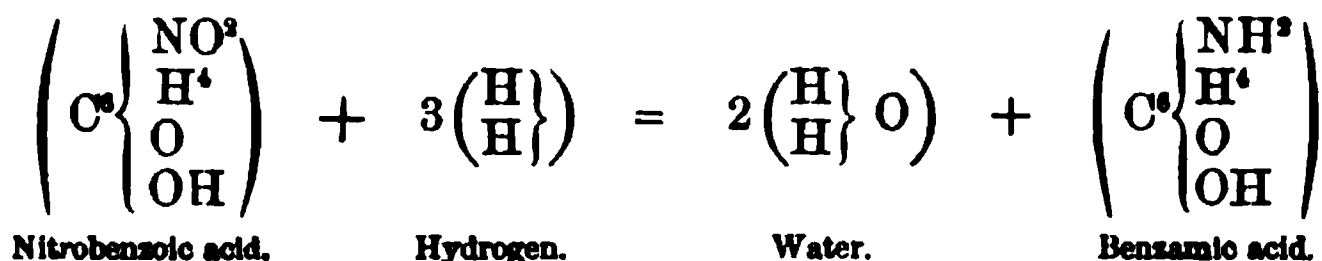 (C⁶{NO² H⁴ O OH) + 3(H H}) = 2(H H} O) + (C⁶{NH² H⁴ O OH)
Nitrobenzoic acid. Hydrogen. Water. Benzamic acid.